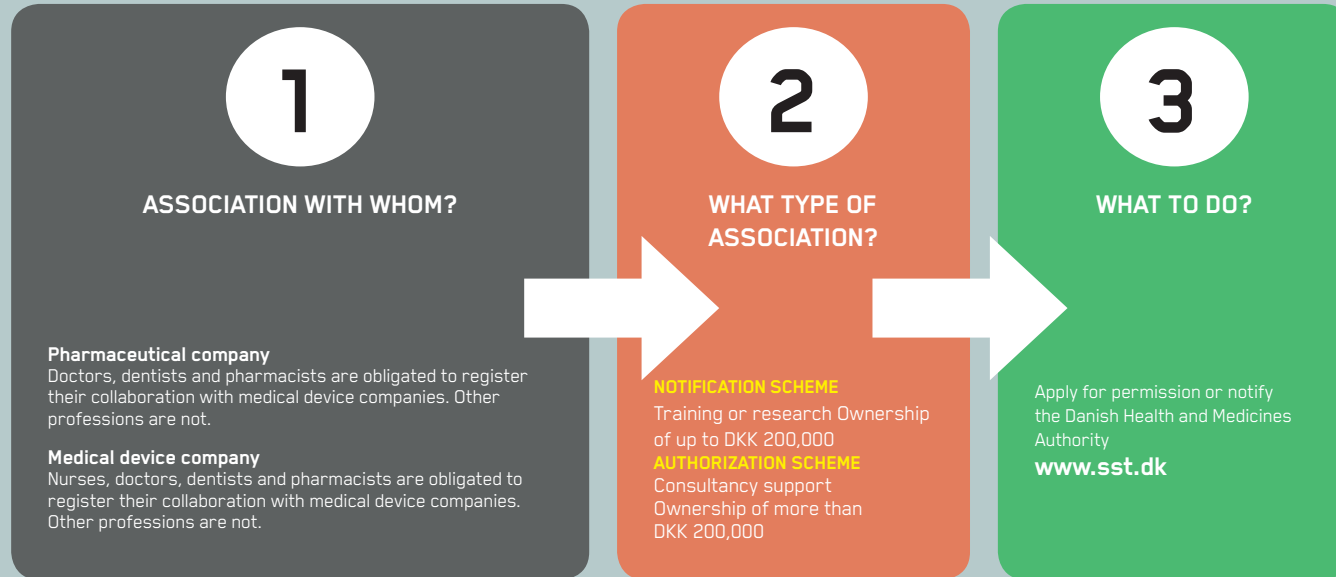 1
ASSOCIATION WITH WHOM?
Pharmaceutical company
Doctors, dentists and pharmacists are obligated to register
their collaboration with medical device companies. Other
professions are not.
Medical device company
Nurses, doctors, dentists and pharmacists are obligated to
register their collaboration with medical device companies.
Other professions are not.
2
WHAT TYPE OF
ASSOCIATION?
NOTIFICATION SCHEME
Training or research Ownership
of up to DKK 200,000
AUTHORIZATION SCHEME
Consultancy support
Ownership of more than
DKK 200,000
3
WHAT TO DO?
Apply for permission or notify
the Danish Health and Medicines
Authority
www.sst.dk